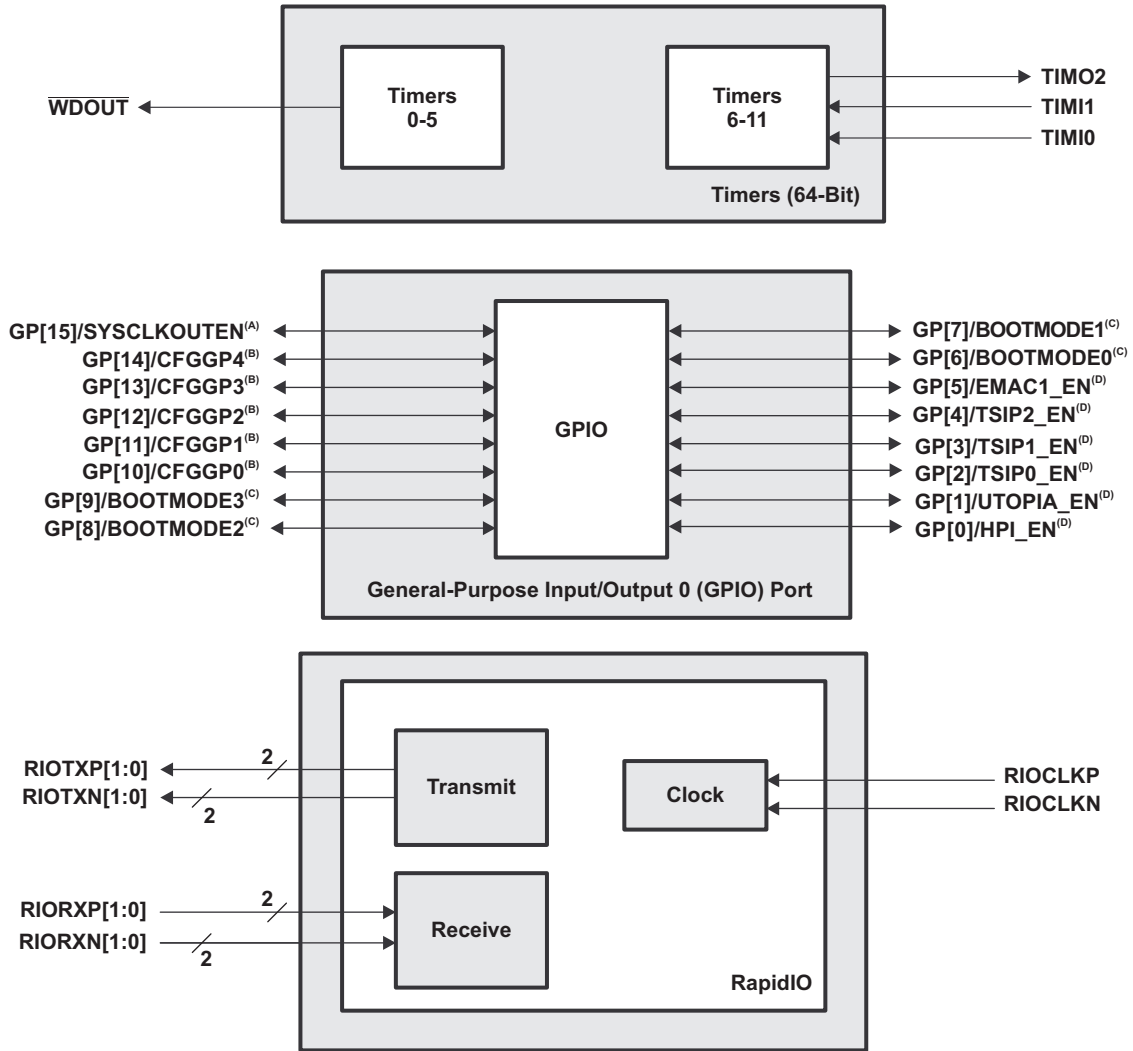 WDOUT
Timers
0-5
Timers
6-11
TIMO2
TIMI1
TIMI0
Timers (64-Bit)
GP[15]/SYSCLKOUTEN(A)
GP[14]/CFGGP4(B)
GP[13]/CFGGP3(B)
GP[12]/CFGGP2(B)
GP[11]/CFGGP1(B)
GP[10]/CFGGP0(B)
GP[9]/BOOTMODE3(C)
GP[8]/BOOTMODE2(C)
GPIO
GP[7]/BOOTMODE1(C)
GP[6]/BOOTMODE0(C)
GP[5]/EMAC1_EN(D)
GP[4]/TSIP2_EN(D)
GP[3]/TSIP1_EN(D)
GP[2]/TSIP0_EN(D)
GP[1]/UTOPIA_EN(D)
GP[0]/HPI_EN(D)
General-Purpose Input/Output 0 (GPIO) Port
RIOTXP[1:0]
2
RIOTXN[1:0]
2
Transmit
Clock
RIOCLKP
RIOCLKN
RIORXP[1:0]
2
RIORXN[1:0]
2
Receive
RapidIO